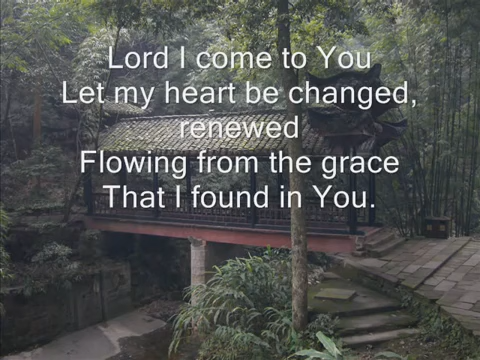 Lord I come to You
Let my heart be changed,
renewed
Flowing from the grace
That I found in You.